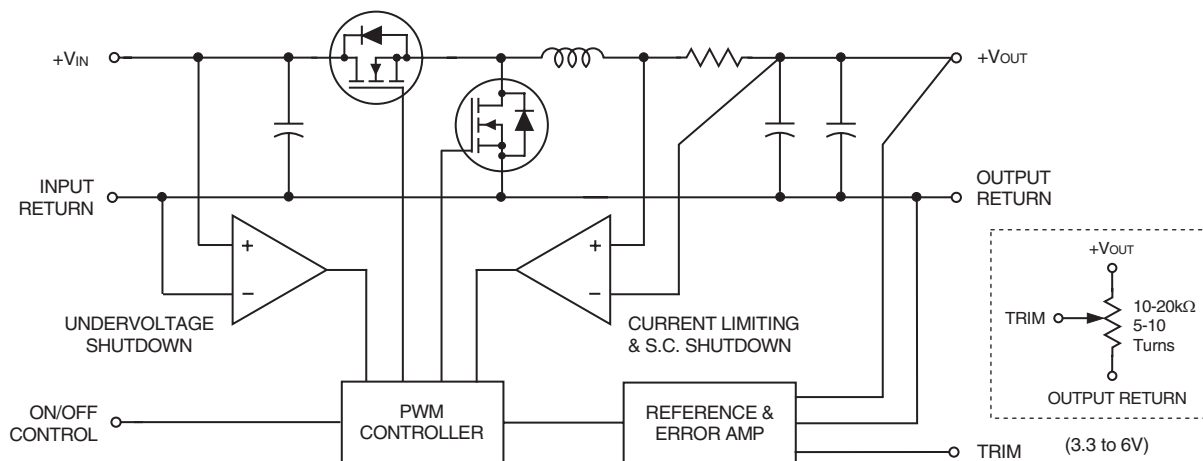 +VIN
+VOUT
INPUT
RETURN
OUTPUT
RETURN
+
−
+
−
UNDERVOLTAGE
SHUTDOWN
CURRENT LIMITING
& S.C. SHUTDOWN
+VOUT
TRIM
10-20kΩ
5-10
Turns
OUTPUT RETURN
ON/OFF
CONTROL
PWM
CONTROLLER
REFERENCE &
ERROR AMP
TRIM
(3.3 to 6V)